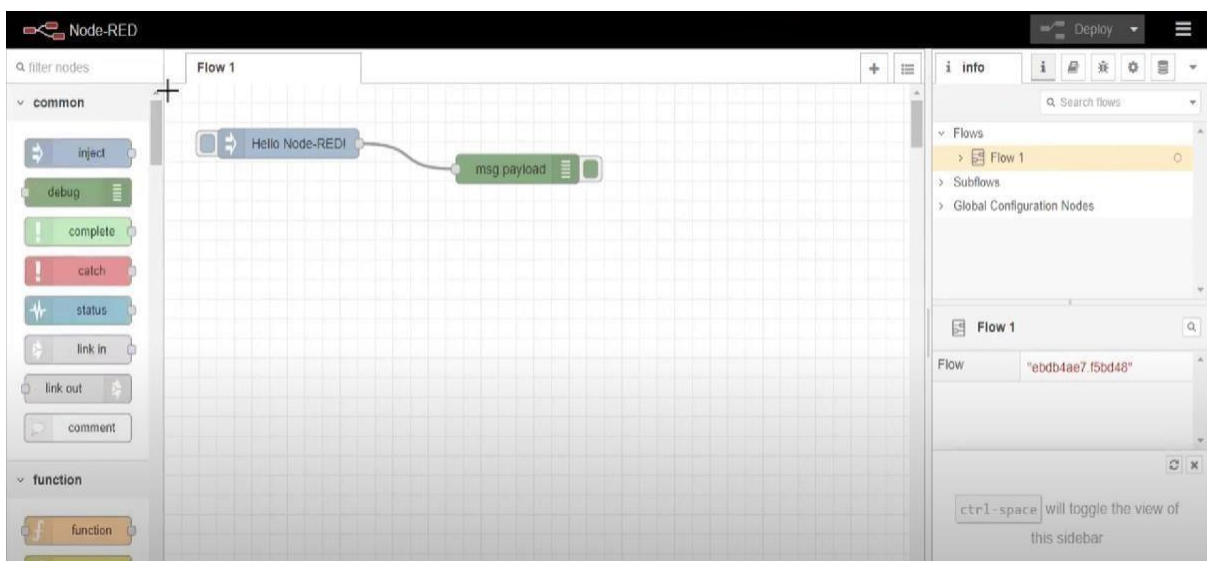 Node-RED
Deploy
filter nodes
Flow 1
i info
common
Search flows
Flows
inject
Hello Node-RED!
Flow 1
msg.payload
debug
Subflows
Global Configuration Nodes
complete
catch
status
Flow 1
link in
Flow "ebdb4ae7.f5bd48"
link out
comment
function
ctrl-space will toggle the view of
this sidebar
function